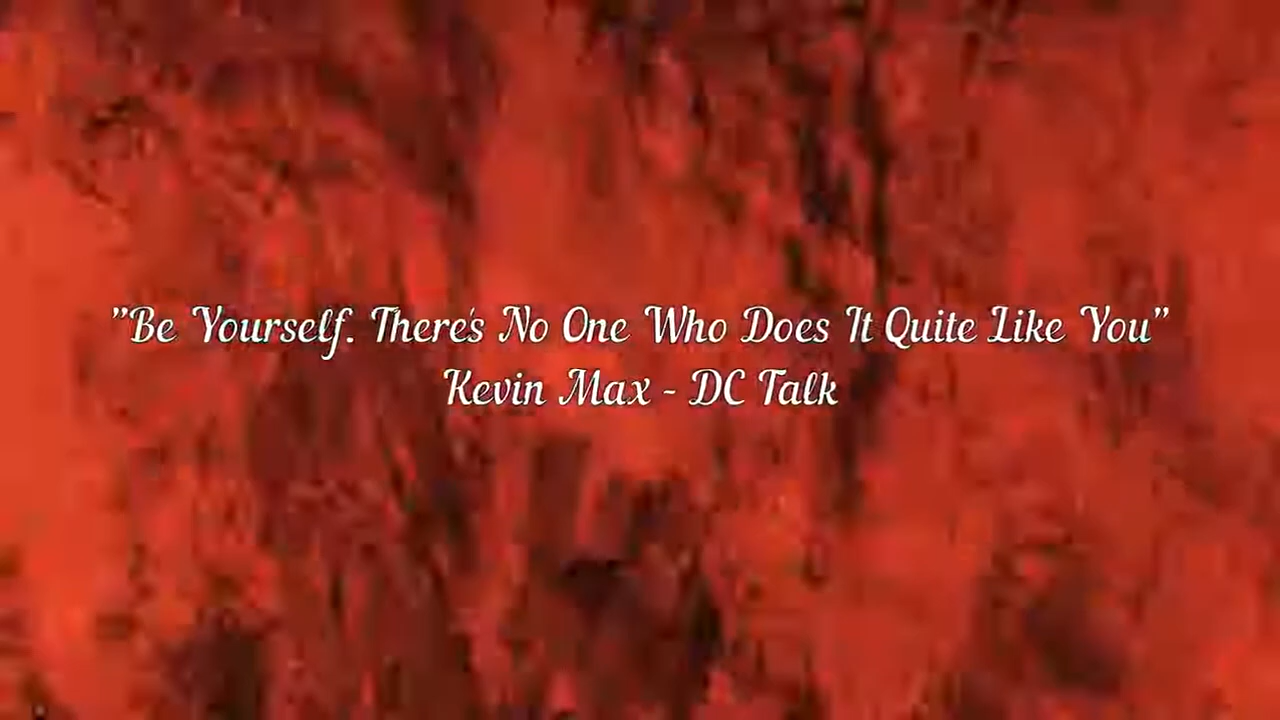 "Be Yourself. There's No One Who Does It Quite Like You"
Kevin Max - DC Talk